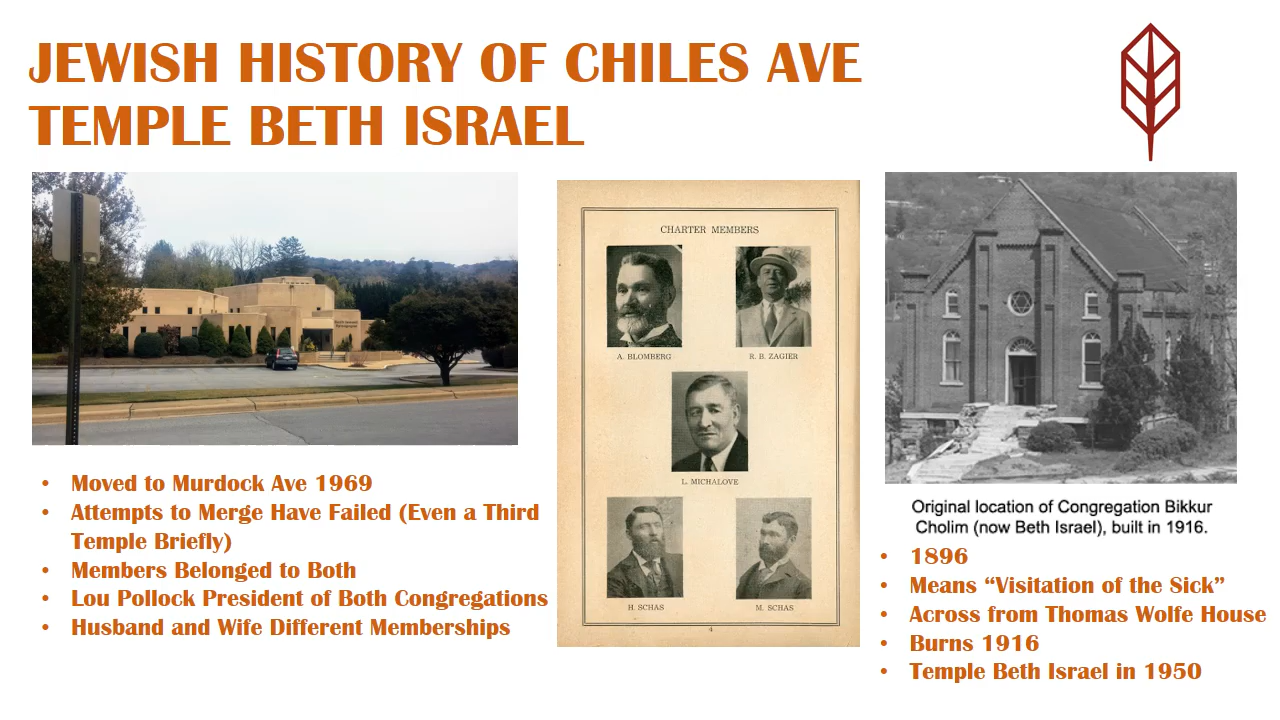 JEWISH HISTORY OF CHILES AVE
TEMPLE BETH ISRAEL
• Moved to Murdock Ave 1969
• Attempts to Merge Have Failed (Even a Third
Temple Briefly)
• Members Belonged to Both
• Lou Pollock President of Both Congregations
• Husband and Wife Different Memberships
CHARTER MEMBERS
A. BLOMBERG
R. B. ZAGIER
L. MICHALOVE
H. SCHAS
M. SCHAS
4
Original location of Congregation Bikkur
Cholim (now Beth Israel), built in 1916.
• 1896
• Means “Visitation of the Sick”
• Across from Thomas Wolfe House
• Burns 1916
• Temple Beth Israel in 1950